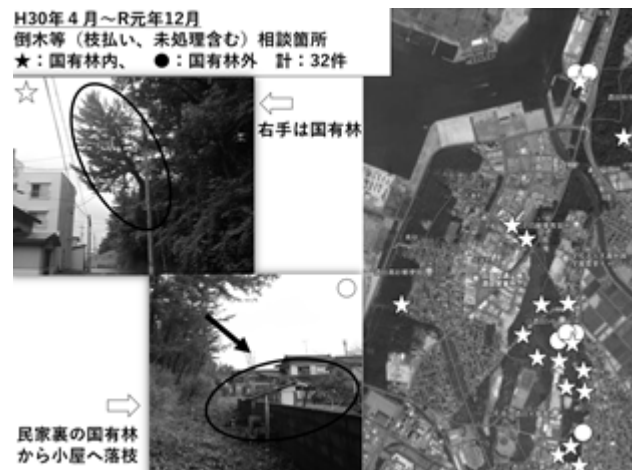 H30年4月～R元年12月
倒木等（枝払い、未処理含む）相談箇所
★：国有林内、　●：国有林外　計：32件
右手は国有林
民家裏の国有林
から小屋へ落枝